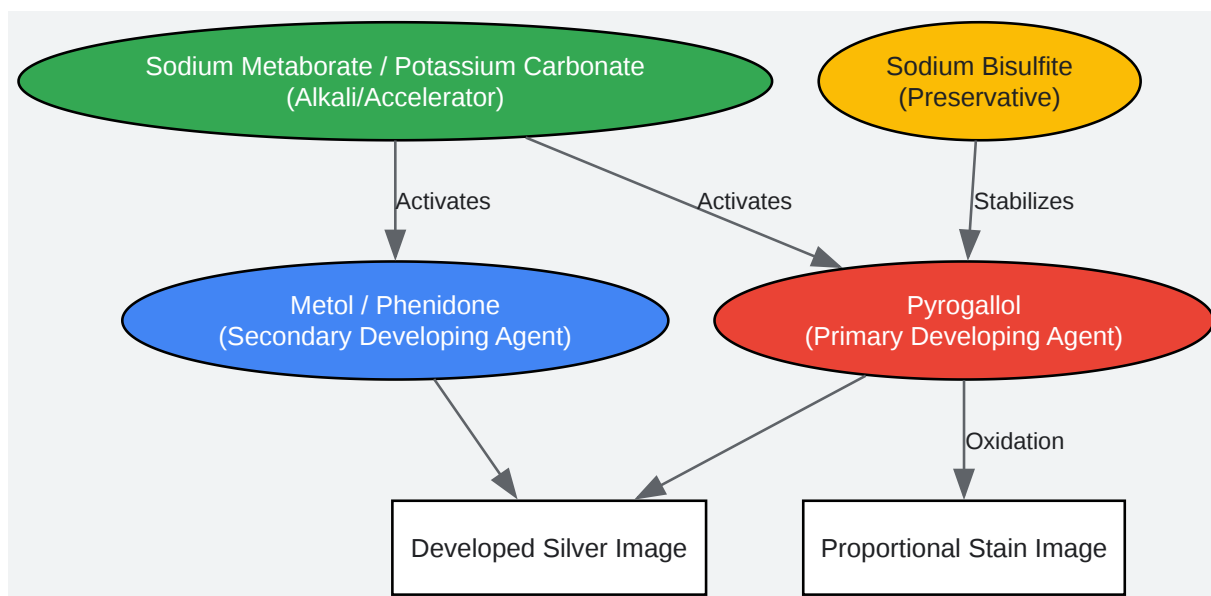 Sodium Metaborate / Potassium Carbonate
(Alkali/Accelerator)
Sodium Bisulfite
(Preservative)
Activates
Activates
Stabilizes
Metol / Phenidone
(Secondary Developing Agent)
Pyrogallol
(Primary Developing Agent)
Oxidation
Developed Silver Image
Proportional Stain Image